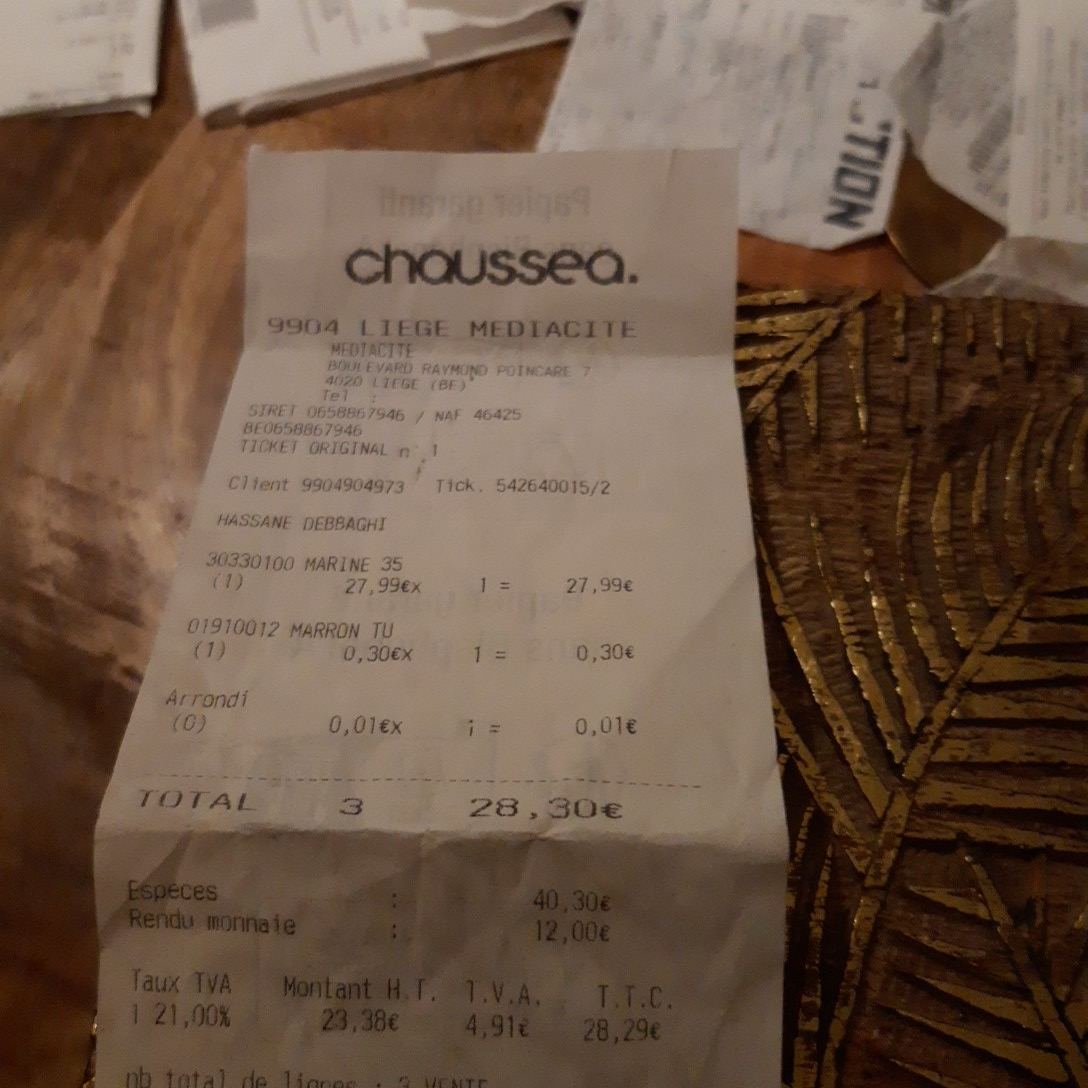 TION
chaussea.
9904 LIEGE MEDIACITE
MEDIACITE
BOULEVARD RAYMOND POINCARE 7
4020 LIEGE (BE)
Tel :
SIRET 0658867946 / NAF 46425
BE0658867946
TICKET ORIGINAL n° 1
Client 9904904973 Tick. 542640015/2
HASSANE DEBBAGHI
30330100 MARINE 35
(1) 27,99€x 1 = 27,99€
01910012 MARRON TU
(1) 0,30€x 1 = 0,30€
Arrondi
(0) 0,01€x 1 = 0,01€
TOTAL 3 28,30€
Espèces : 40,30€
Rendu monnaie : 12,00€
Taux TVA Montant H.T. T.V.A. T.T.C.
1 21,00% 23,38€ 4,91€ 28,29€
nb total de lignes : 3 VENTE